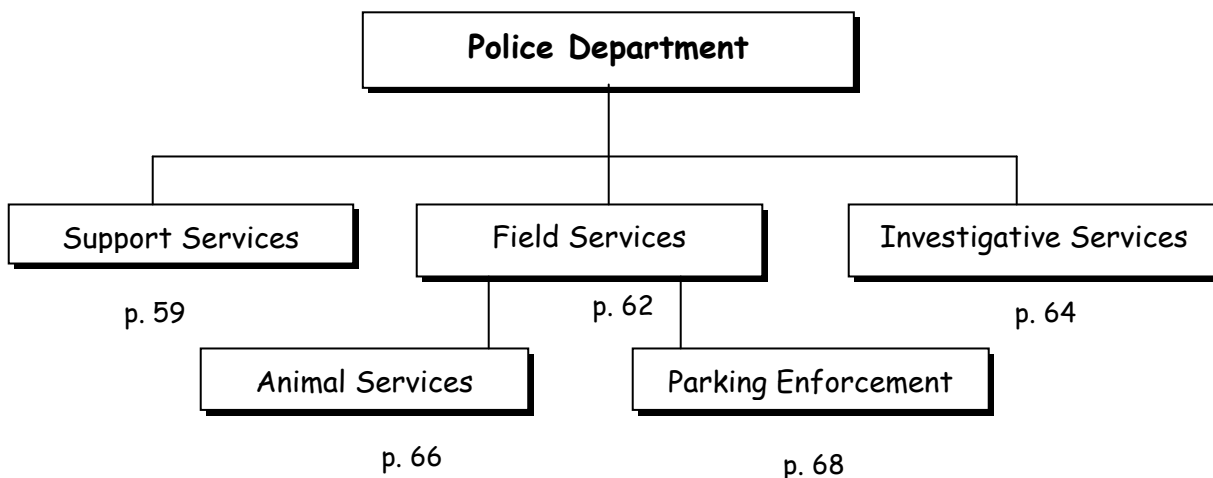 Police Department
Support Services
Field Services
Investigative Services
p. 59
p. 62
p. 64
Animal Services
Parking Enforcement
p. 66
p. 68